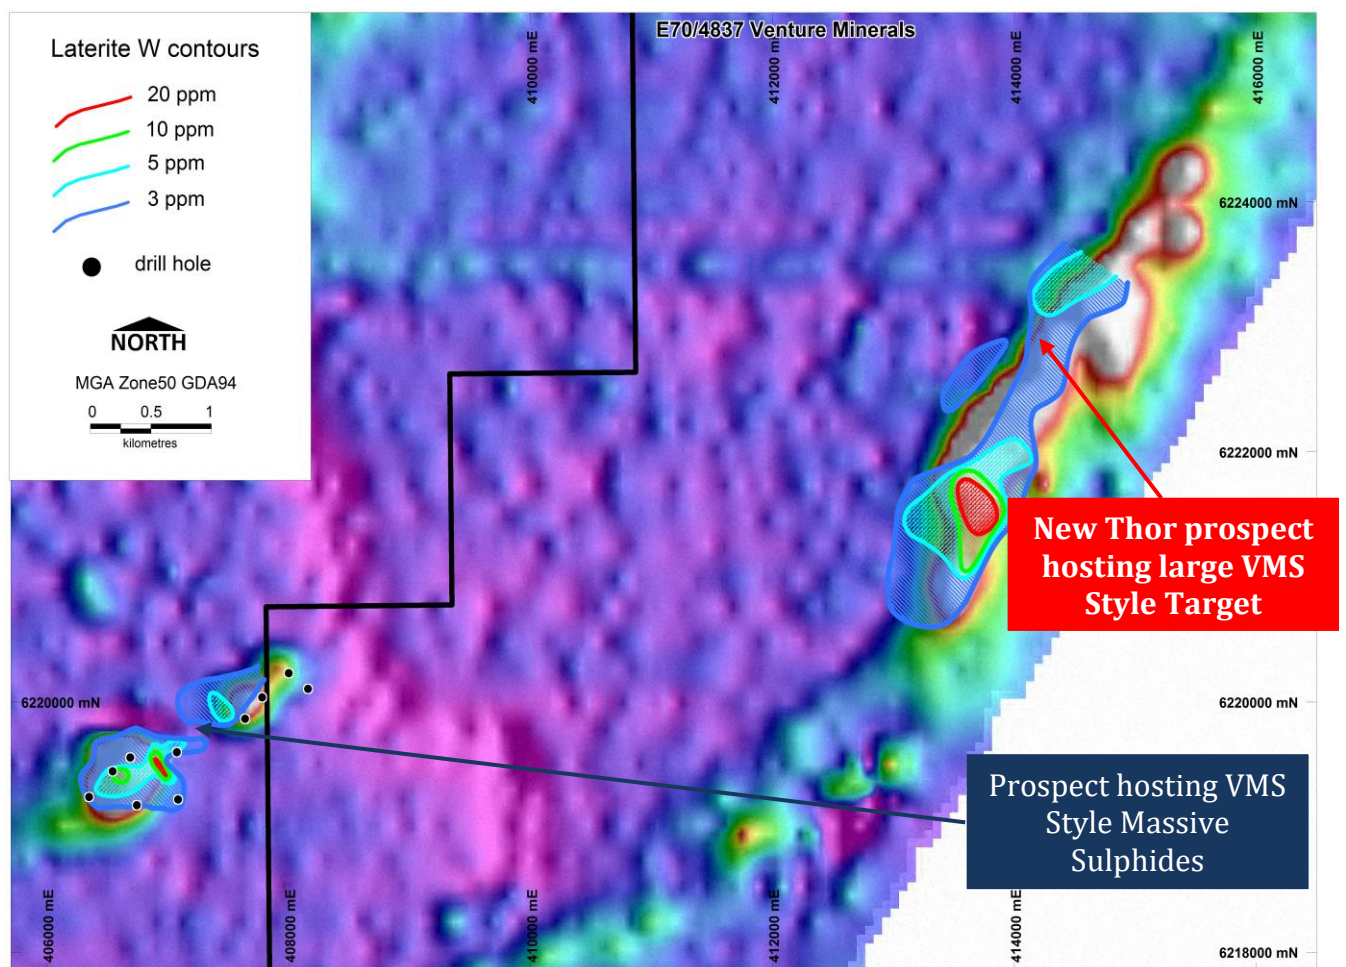 Laterite W contours
20 ppm
10 ppm
5 ppm
3 ppm
drill hole
NORTH
MGA Zone50 GDA94
0 0.5 1
kilometres
E70/4837 Venture Minerals
410000 mE
412000 mE
414000 mE
416000 mE
6224000 mN
6222000 mN
New Thor prospect
hosting large VMS
Style Target
6220000 mN
6220000 mN
Prospect hosting VMS
Style Massive
Sulphides
406000 mE
408000 mE
410000 mE
412000 mE
414000 mE
6218000 mN